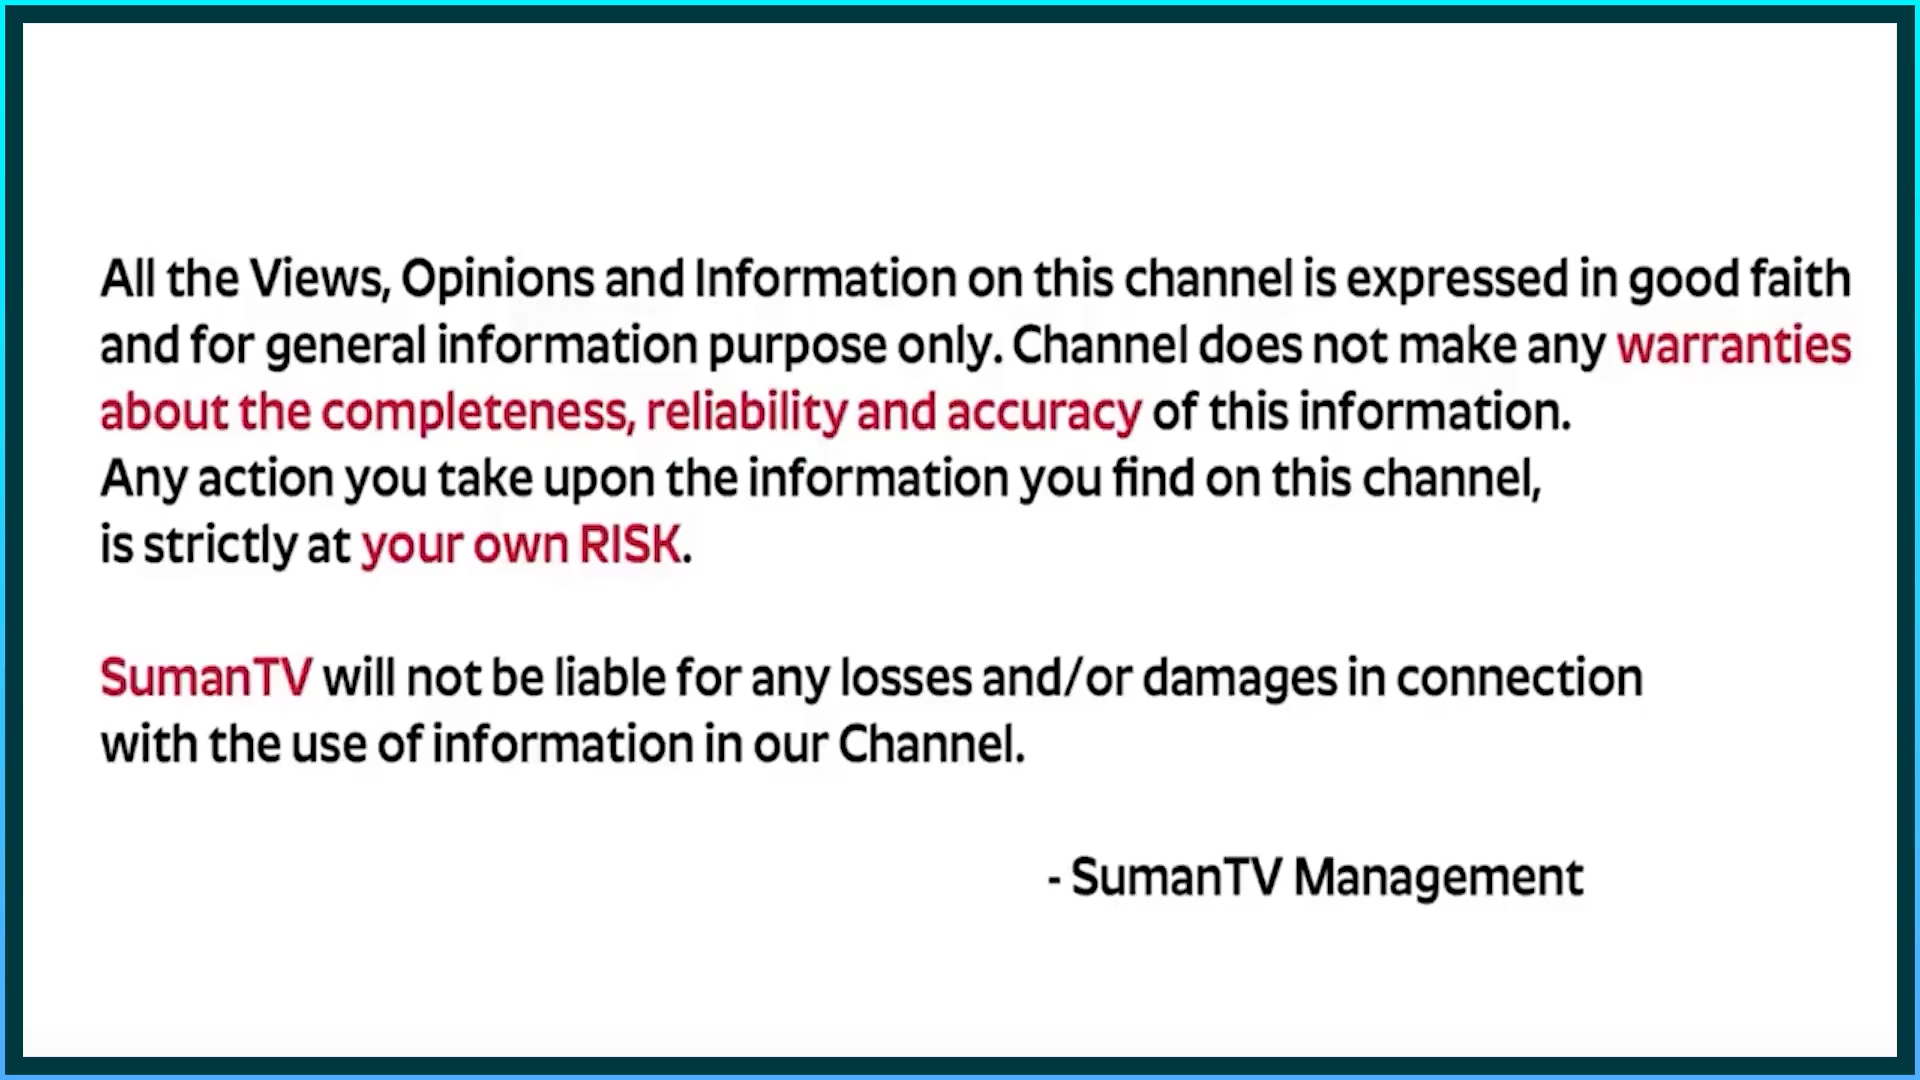 All the Views, Opinions and Information on this channel is expressed in good faith
and for general information purpose only. Channel does not make any warranties
about the completeness, reliability and accuracy of this information.
Any action you take upon the information you find on this channel,
is strictly at your own RISK.
SumanTV will not be liable for any losses and/or damages in connection
with the use of information in our Channel.
- SumanTV Management